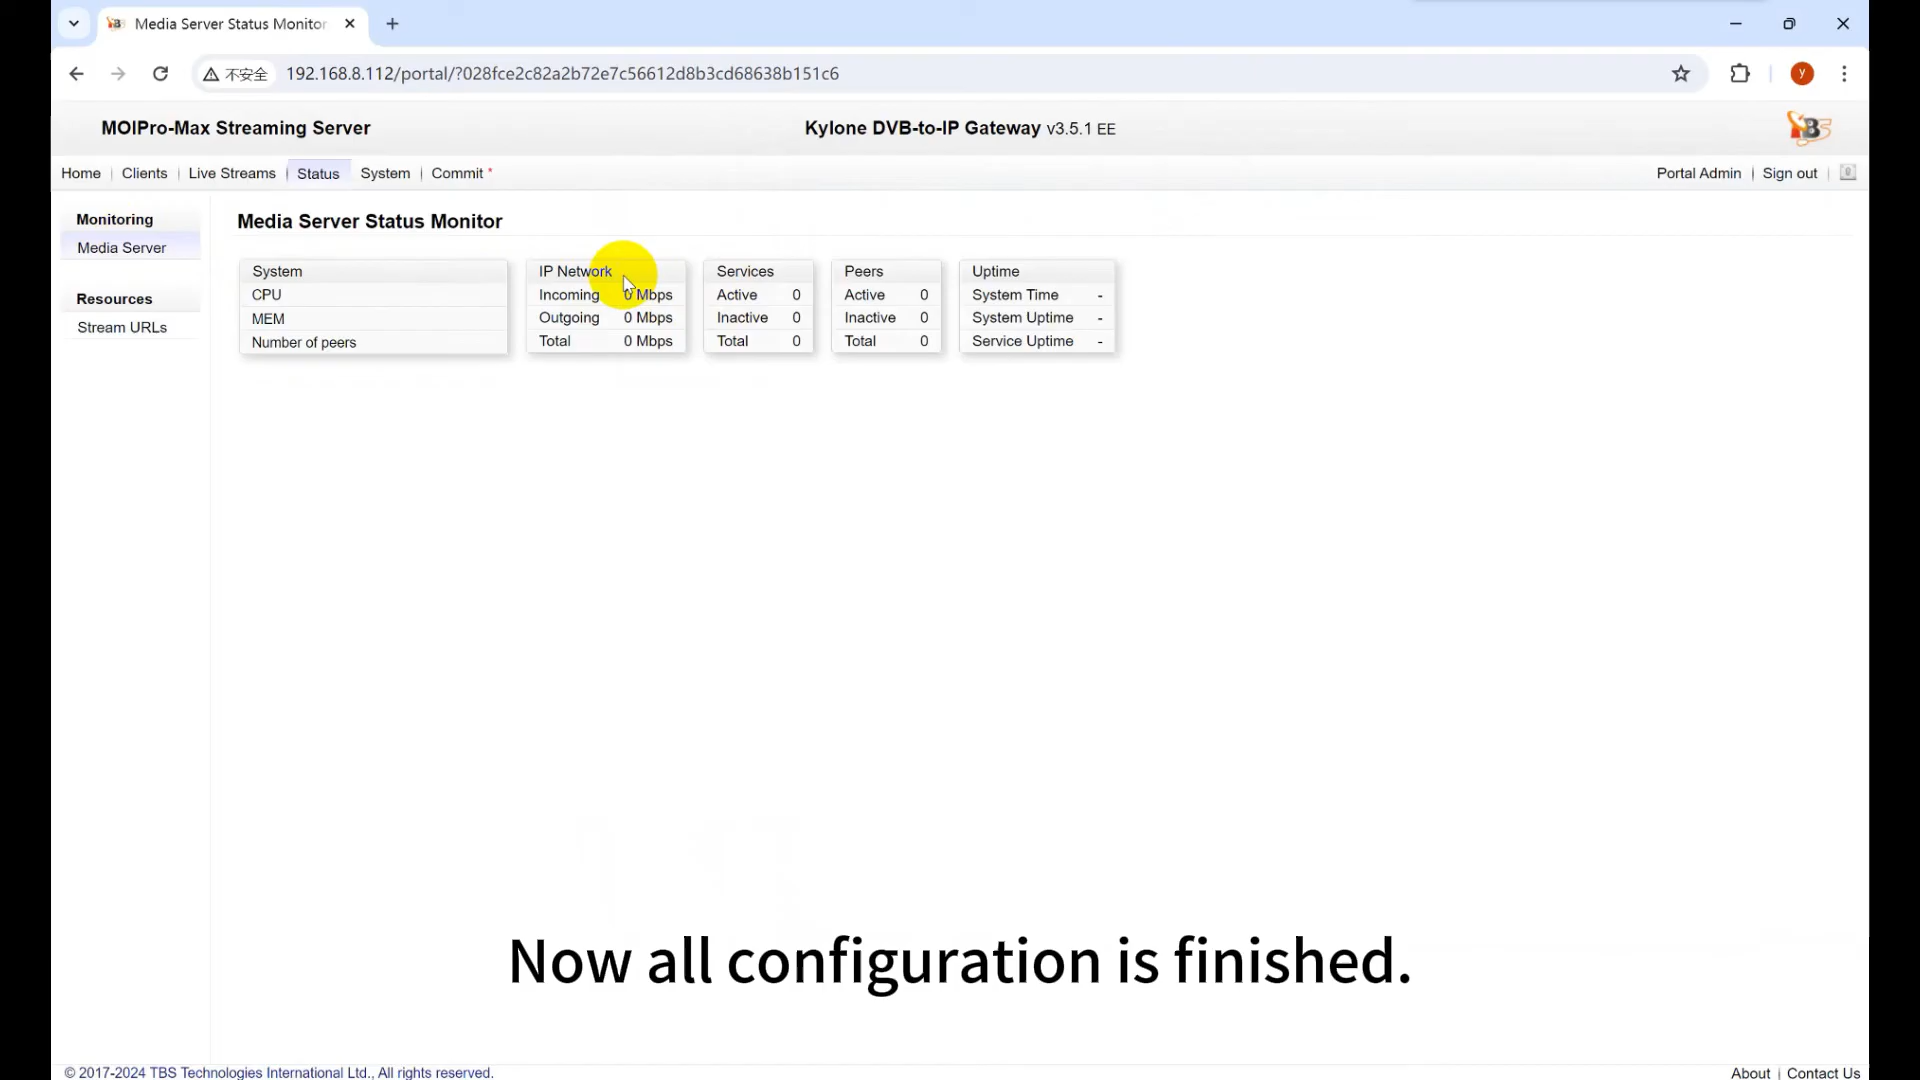 Media Server Status Monitor
不安全 192.168.8.112/portal/?028fce2c82a2b72e7c56612d8b3cd68638b151c6
y
MOIPro-Max Streaming Server
Kylone DVB-to-IP Gateway v3.5.1 EE
TBS
Home | Clients | Live Streams | Status | System | Commit *
Portal Admin | Sign out |
Monitoring
Media Server
Resources
Stream URLs
Media Server Status Monitor
System
CPU
MEM
Number of peers
IP Network
Incoming 0 Mbps
Outgoing 0 Mbps
Total 0 Mbps
Services
Active 0
Inactive 0
Total 0
Peers
Active 0
Inactive 0
Total 0
Uptime
System Time -
System Uptime -
Service Uptime -
Now all configuration is finished.
© 2017-2024 TBS Technologies International Ltd., All rights reserved.
About | Contact Us